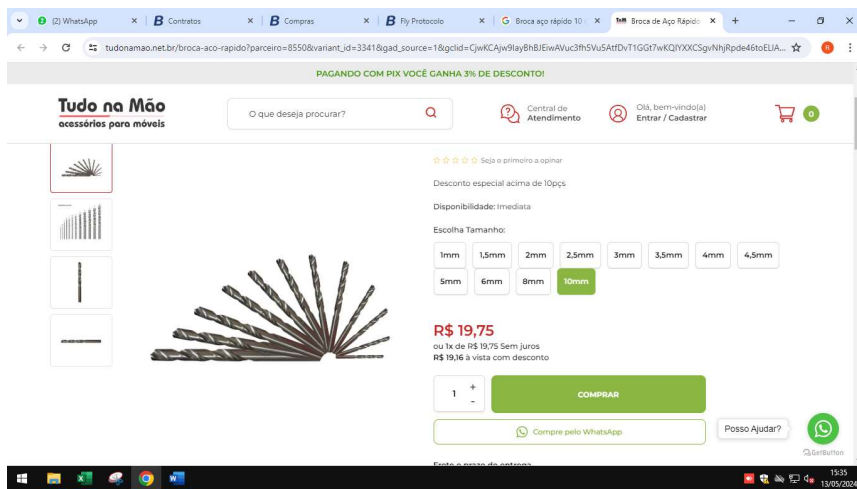 (2) WhatsApp
Contratos
Compras
Fly Protocolo
Broca aço rápido 10
Broca de Aço Rápido
tudonamao.net.br/broca-aco-rapido?parceiro=8550&variant_id=3341&gad_source=1&gclid=
PAGANDO COM PIX VOCÊ GANHA 3% DE DESCONTO!
Tudo na Mão
acessórios para móveis
O que deseja procurar?
Central de
Atendimento
Olá, bem-vindo(a)
Entrar / Cadastrar
0
Seja o primeiro a opinar
Desconto especial acima de 10pçs
Disponibilidade: Imediata
Escolha Tamanho:
1mm 1,5mm 2mm 2,5mm 3mm 3,5mm 4mm 4,5mm
5mm 6mm 8mm 10mm
R$ 19,75
ou 1x de R$ 19,75 Sem juros
R$ 19,16 à vista com desconto
1 + -
COMPRAR
Compre pelo WhatsApp
Posso Ajudar?
GetButton
Frete e prazo de entrega
15:35
13/05/2024